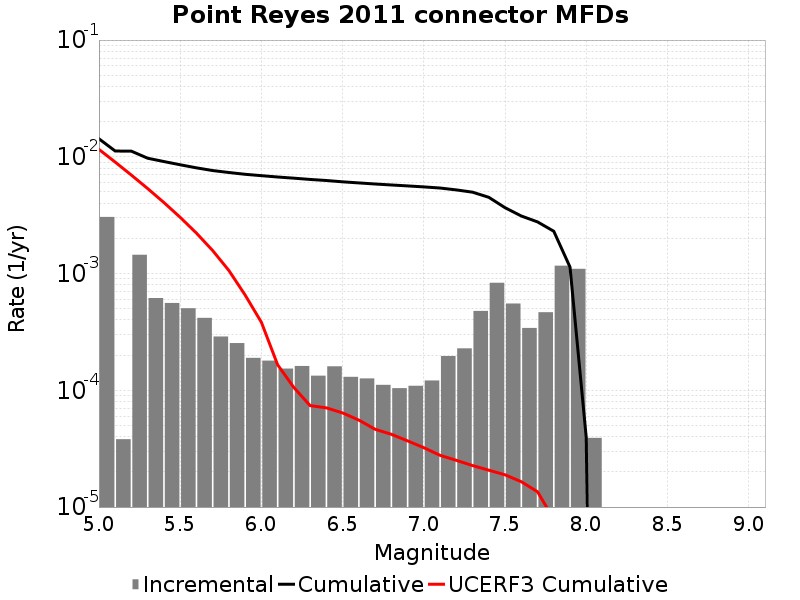 Point Reyes 2011 connector MFDs
10-1
10-2
10-3
10-4
10-5
Rate (1/yr)
5.0 5.5 6.0 6.5 7.0 7.5 8.0 8.5 9.0
Magnitude
Incremental Cumulative UCERF3 Cumulative